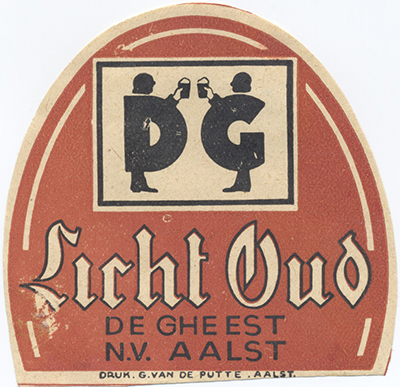 DG
Licht Oud
DE GHEEST
N.V. AALST
DRUK. G. VAN DE PUTTE. AALST.